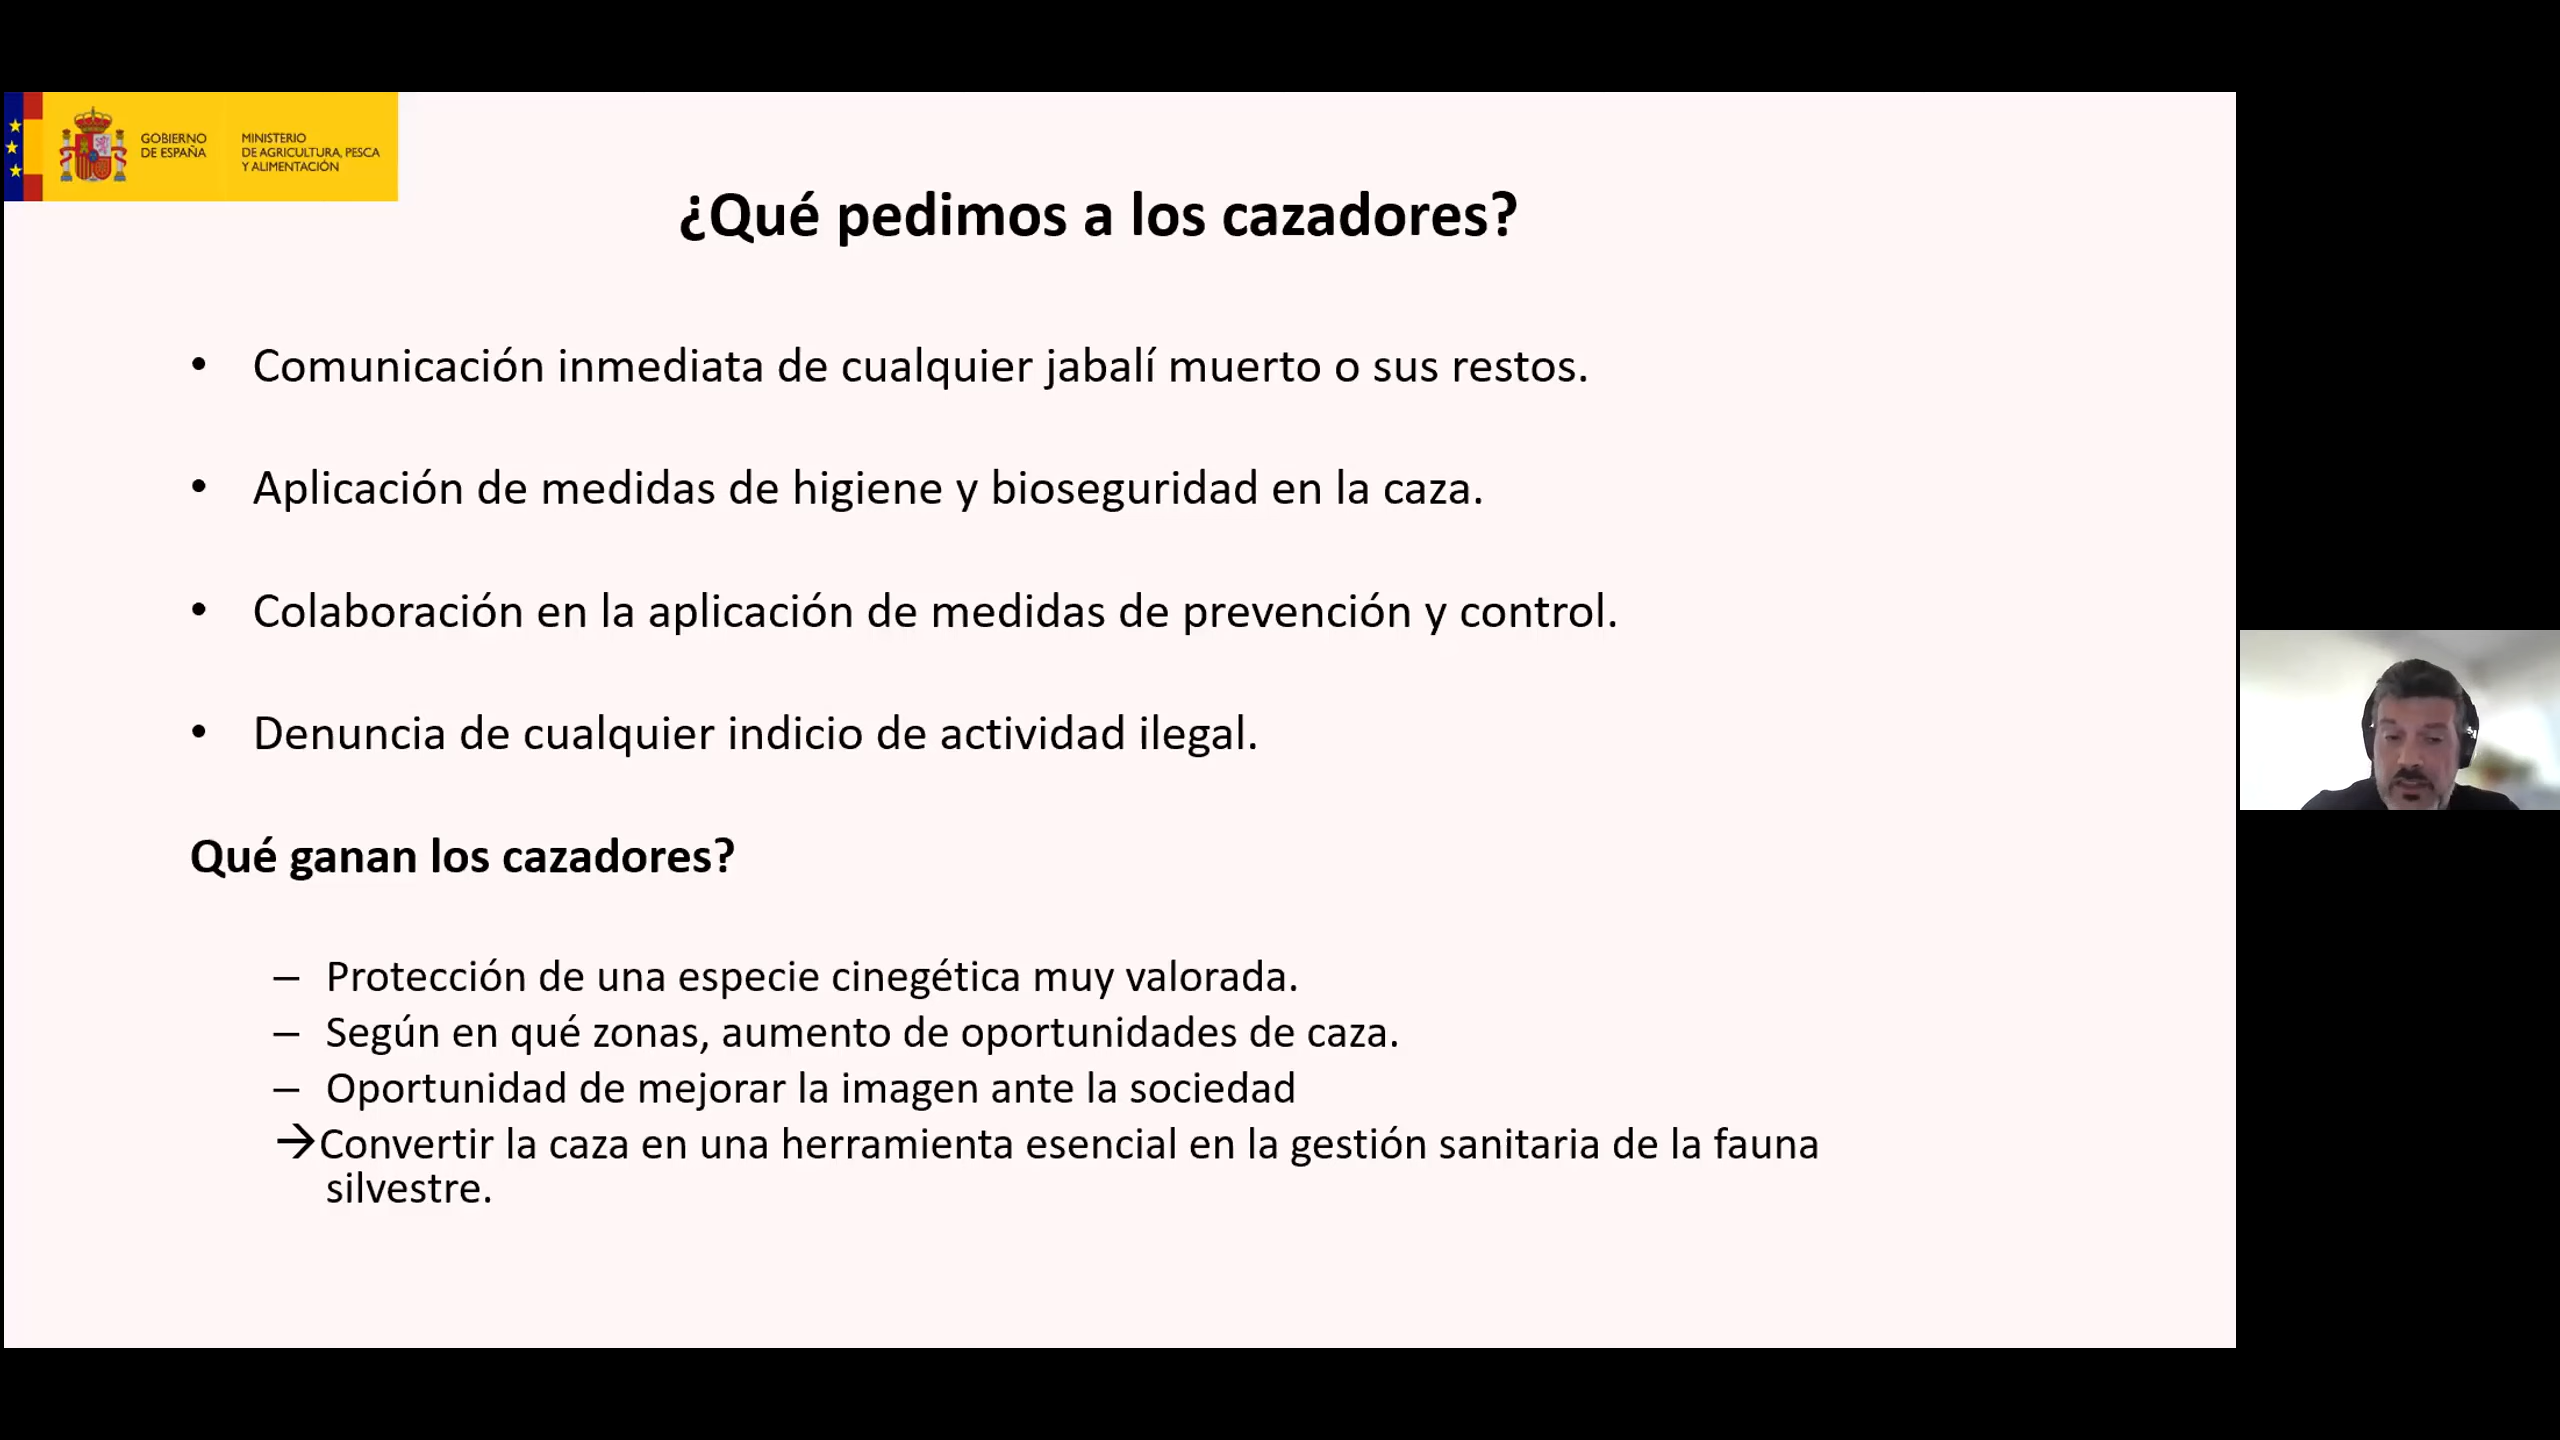 GOBIERNO
DE ESPAÑA
MINISTERIO
DE AGRICULTURA, PESCA
Y ALIMENTACIÓN
¿Qué pedimos a los cazadores?
• Comunicación inmediata de cualquier jabalí muerto o sus restos.
• Aplicación de medidas de higiene y bioseguridad en la caza.
• Colaboración en la aplicación de medidas de prevención y control.
• Denuncia de cualquier indicio de actividad ilegal.
Qué ganan los cazadores?
– Protección de una especie cinegética muy valorada.
– Según en qué zonas, aumento de oportunidades de caza.
– Oportunidad de mejorar la imagen ante la sociedad
→Convertir la caza en una herramienta esencial en la gestión sanitaria de la fauna
silvestre.